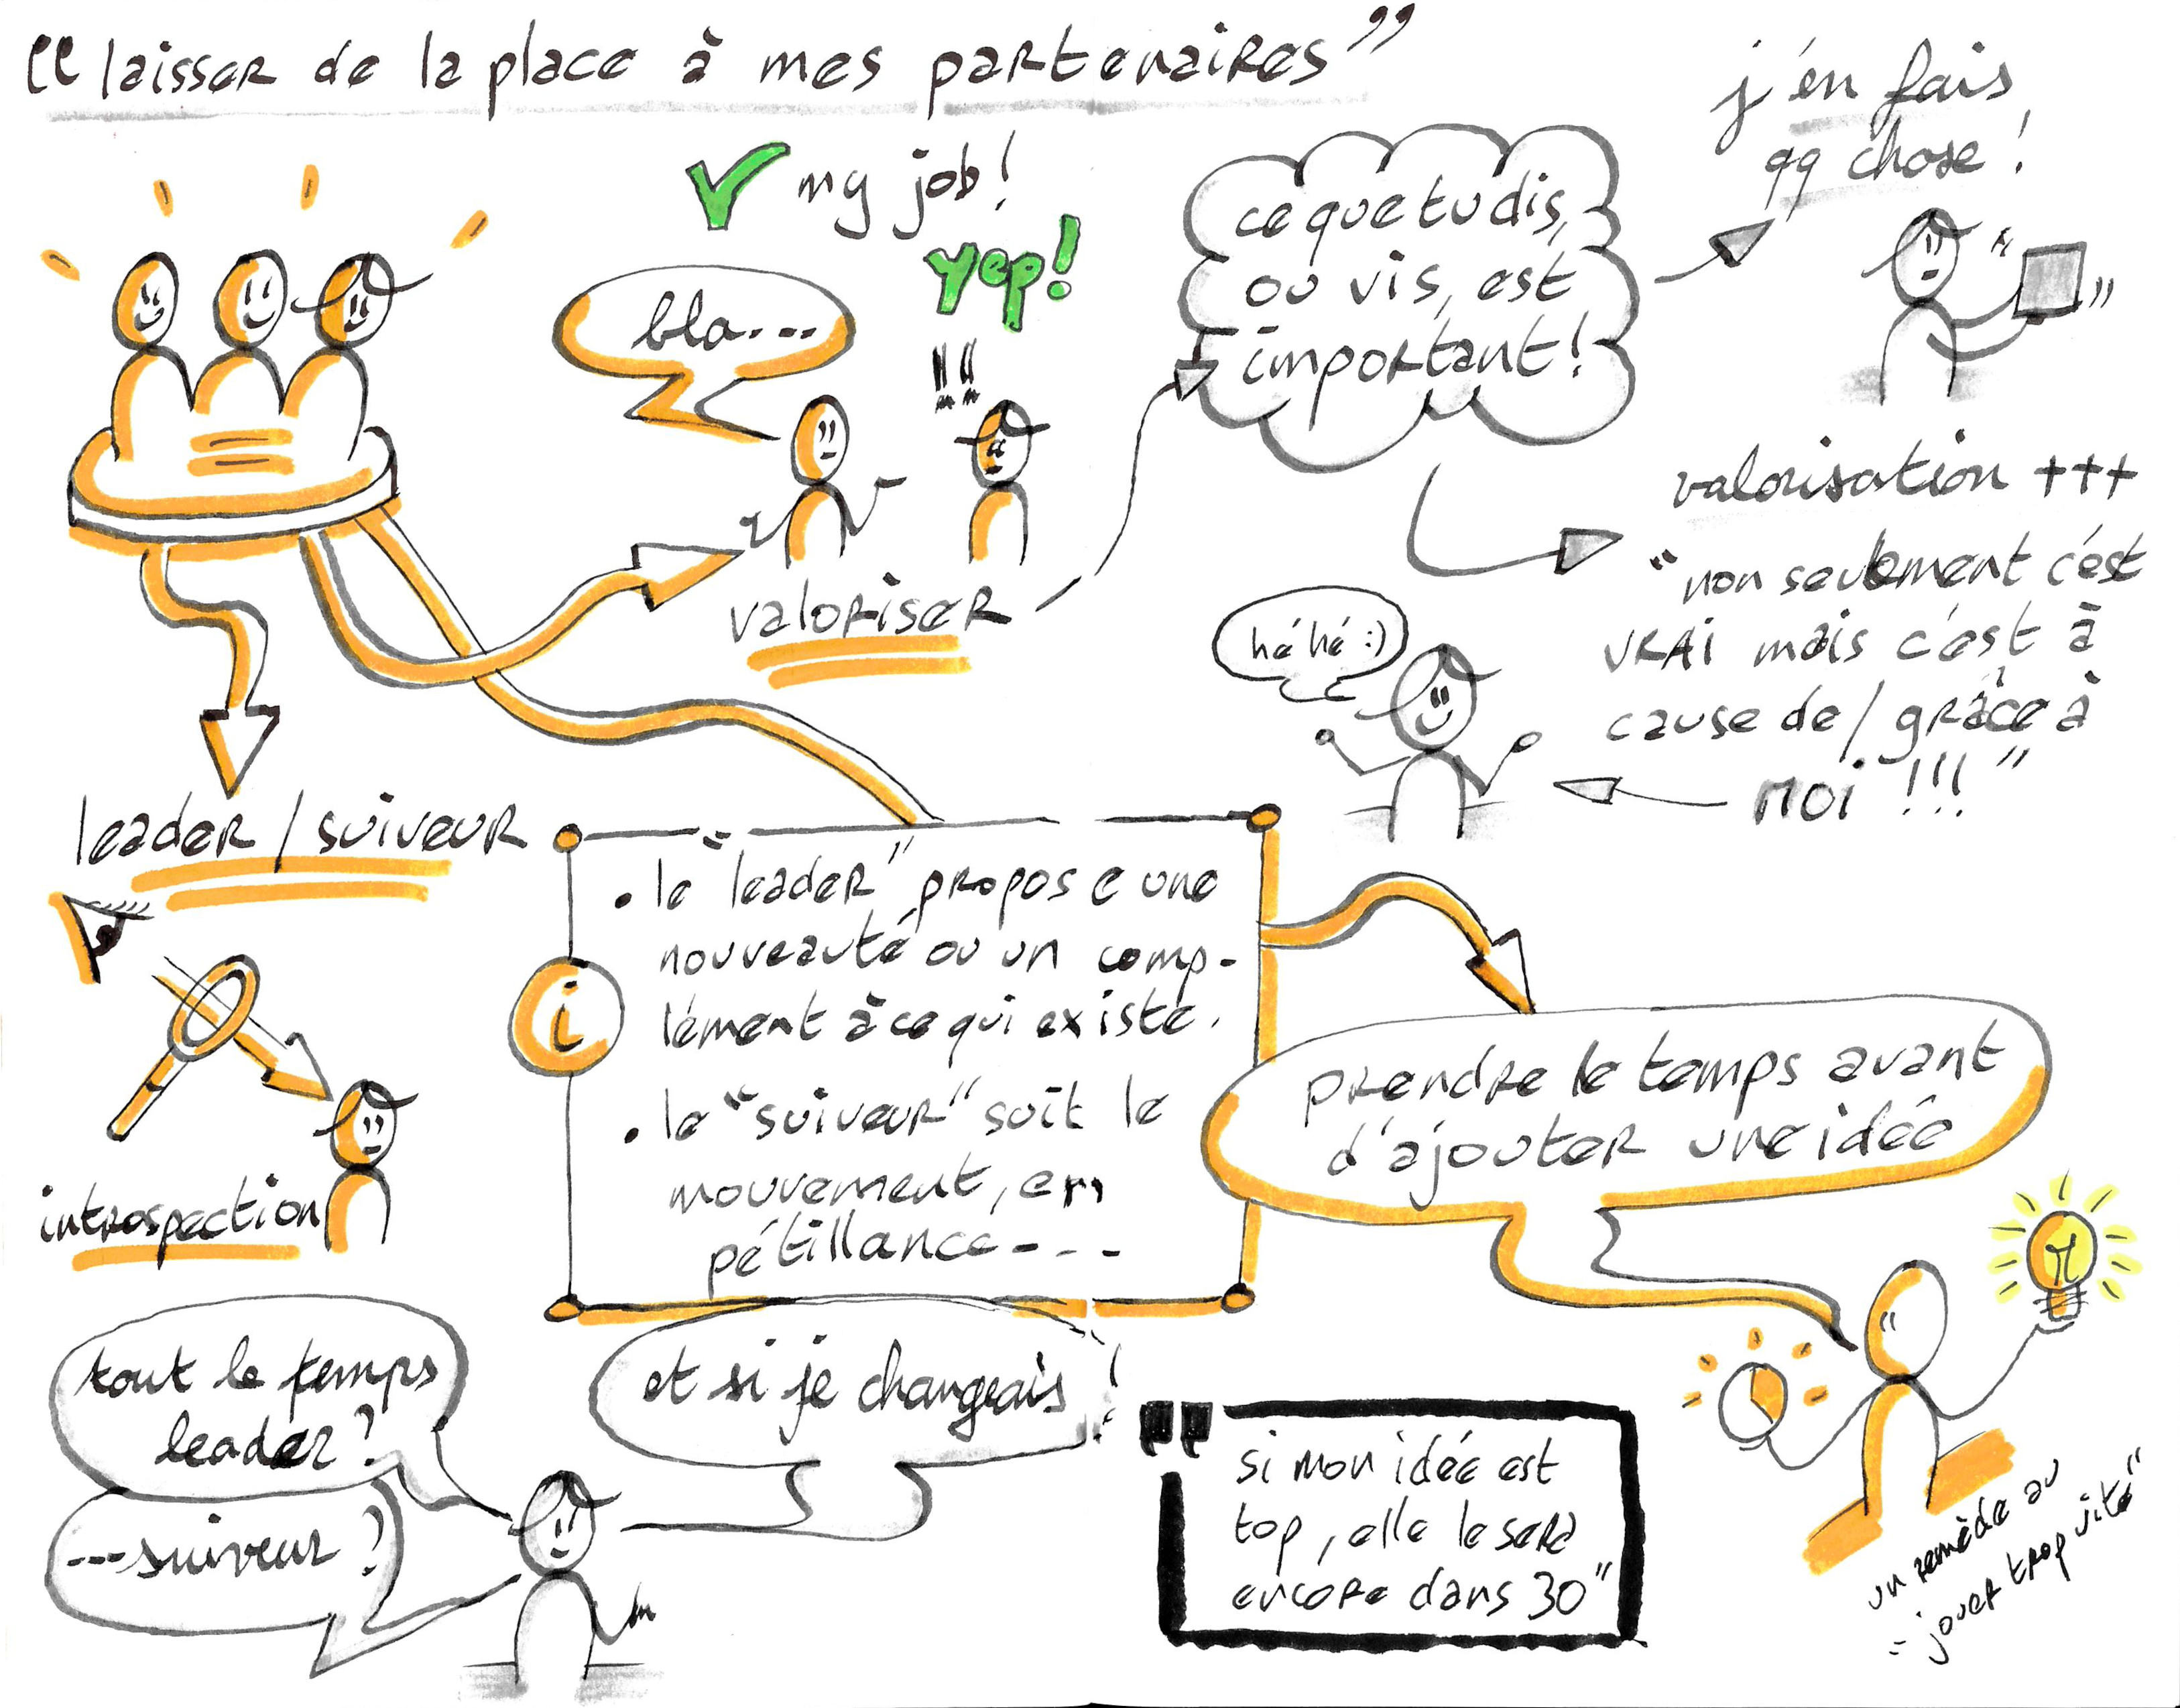 “laisser de la place à mes partenaires”
my job!
yep!
bla...
!!
valoriser
ce que tu dis,
ou vis, est
important!
j'en fais
qq chose!
valorisation +++
“non seulement c'est
VRAI mais c'est à
cause de / grâce à
MOI !!!”
hé hé :)
leader / suiveur
introspection
i
• le “leader” propose une
nouveauté ou un comp-
lément à ce qui existe.
• le “suiveur” suit le
mouvement, en
pétillance - - -
prendre le temps avant
d'ajouter une idée
un remède au
“jouer trop vite”
tout le temps
leader?
---suiveur?
et si je changeais!
si mon idée est
top, elle le sera
encore dans 30"